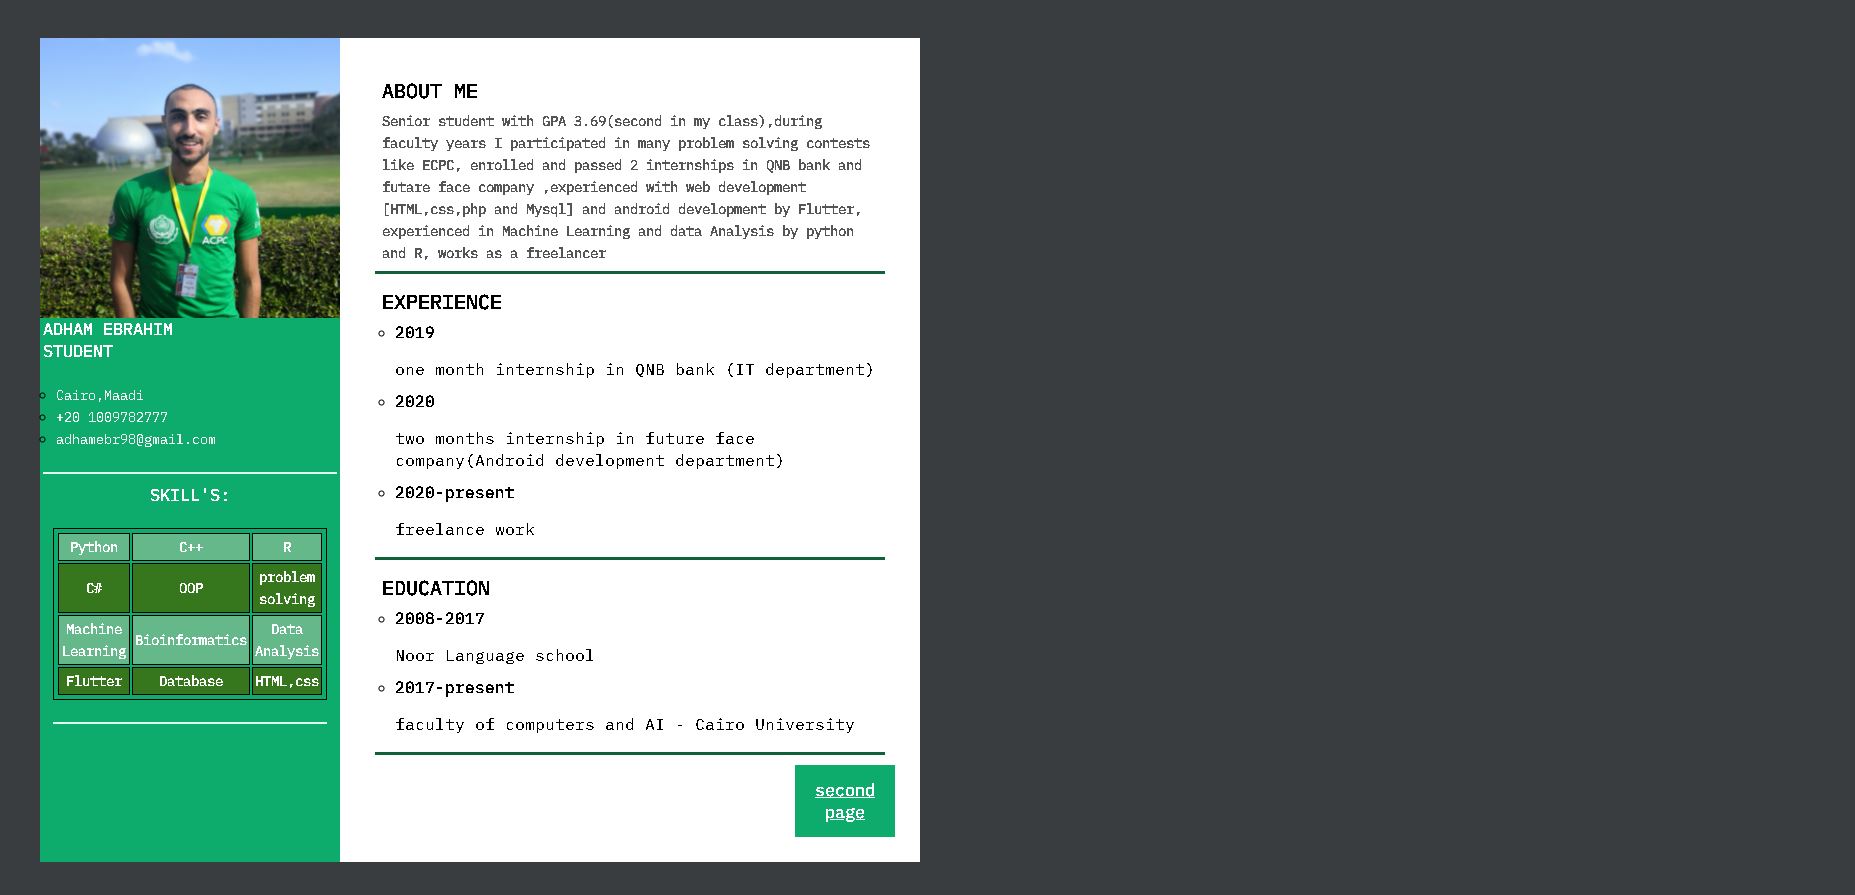 ACPC
ADHAM EBRAHIM
STUDENT
Cairo,Maadi
+20 1009782777
adhamebr98@gmail.com
SKILL'S:
Python C++ R
C# OOP problem solving
Machine Learning Bioinformatics Data Analysis
Flutter Database HTML,css
ABOUT ME
Senior student with GPA 3.69(second in my class),during
faculty years I participated in many problem solving contests
like ECPC, enrolled and passed 2 internships in QNB bank and
futare face company ,experienced with web development
[HTML,css,php and Mysql] and android development by Flutter,
experienced in Machine Learning and data Analysis by python
and R, works as a freelancer
EXPERIENCE
2019
one month internship in QNB bank (IT department)
2020
two months internship in future face
company(Android development department)
2020-present
freelance work
EDUCATION
2008-2017
Noor Language school
2017-present
faculty of computers and AI - Cairo University
second
page